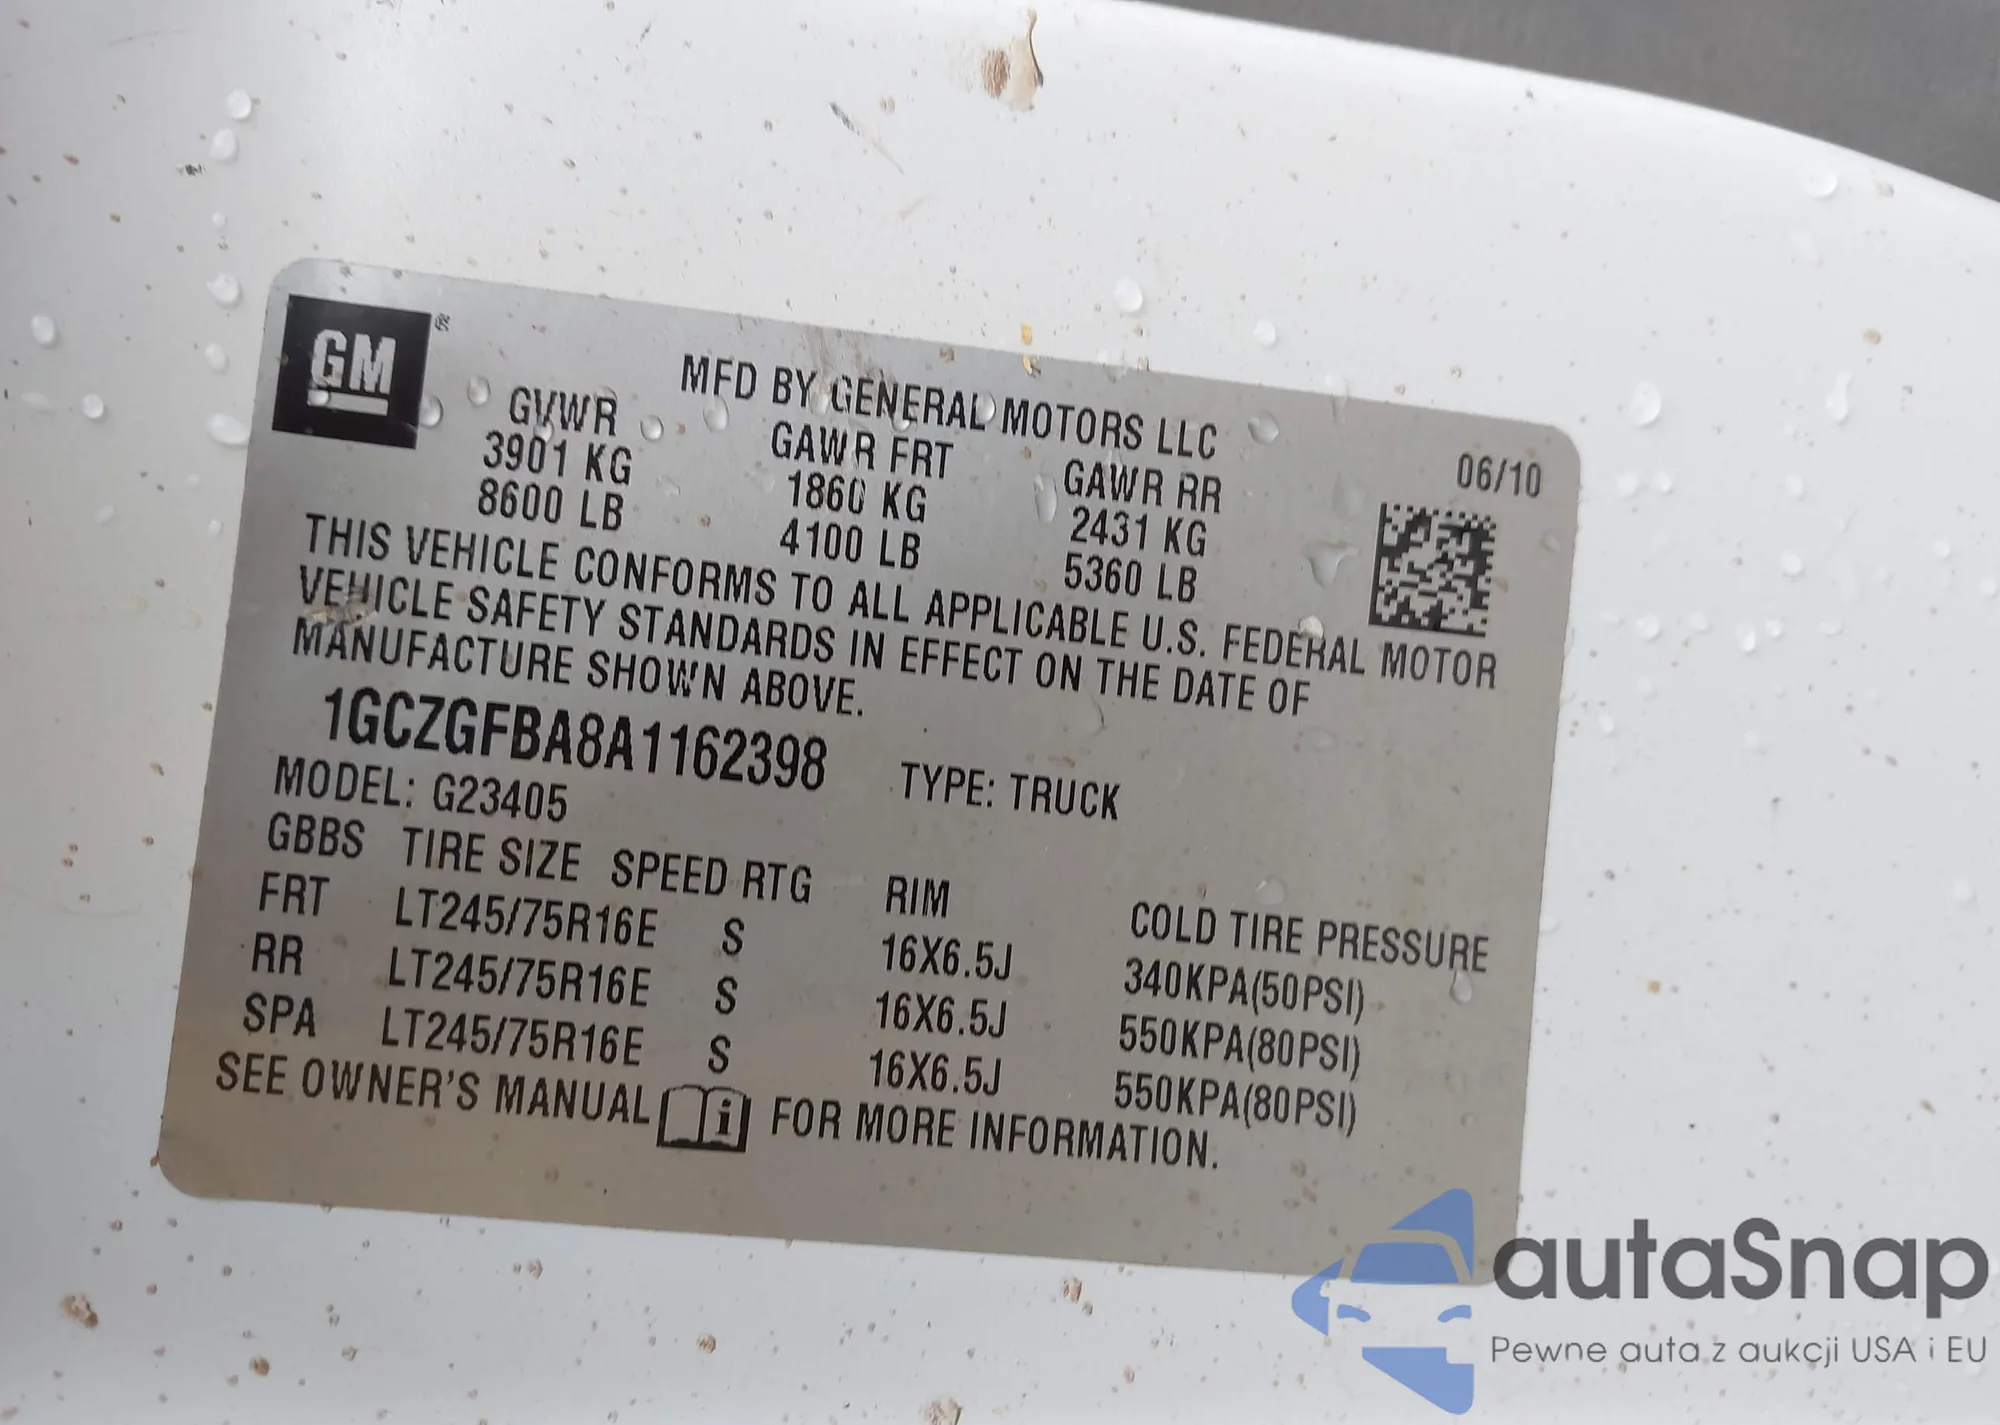 GM®
MFD BY GENERAL MOTORS LLC
06/10
GVWR GAWR FRT GAWR RR
3901 KG 1860 KG 2431 KG
8600 LB 4100 LB 5360 LB
THIS VEHICLE CONFORMS TO ALL APPLICABLE U.S. FEDERAL MOTOR
VEHICLE SAFETY STANDARDS IN EFFECT ON THE DATE OF
MANUFACTURE SHOWN ABOVE.
1GCZGFBA8A1162398 TYPE: TRUCK
MODEL: G23405
GBBS TIRE SIZE SPEED RTG RIM COLD TIRE PRESSURE
FRT LT245/75R16E S 16X6.5J 340KPA(50PSI)
RR LT245/75R16E S 16X6.5J 550KPA(80PSI)
SPA LT245/75R16E S 16X6.5J 550KPA(80PSI)
SEE OWNER'S MANUAL i FOR MORE INFORMATION.
autaSnap
Pewne auta z aukcji USA i EU